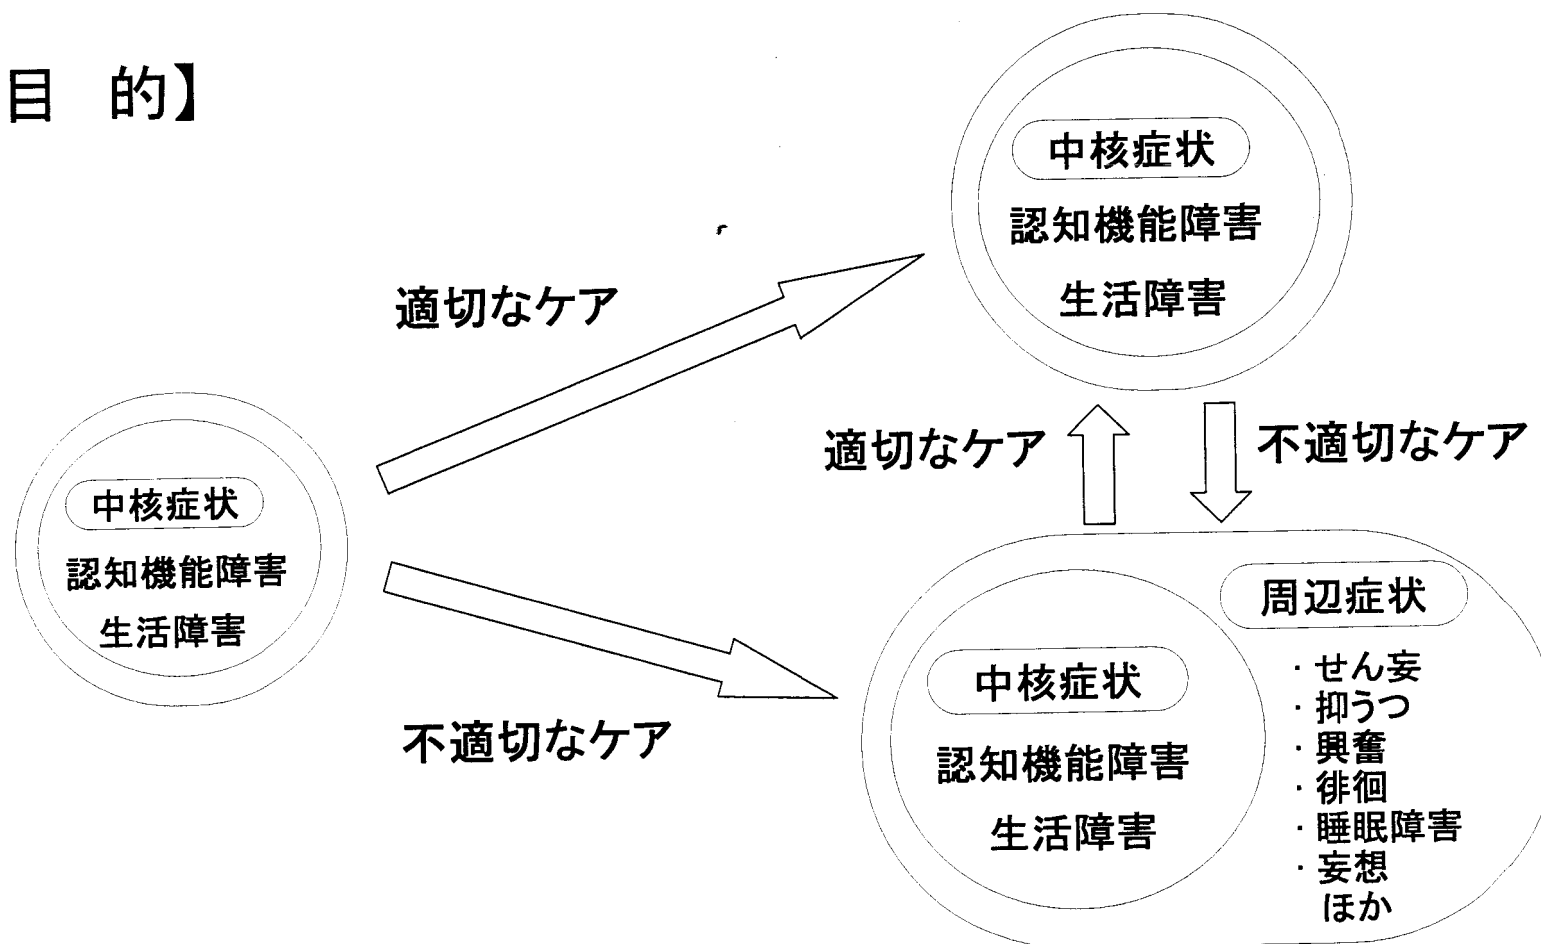 目 的】
中核症状
認知機能障害
生活障害
適切なケア
不適切なケア
中核症状
認知機能障害
生活障害
適切なケア
不適切なケア
中核症状
認知機能障害
生活障害
周辺症状
・せん妄
・抑うつ
・興奮
・徘徊
・睡眠障害
・妄想
ほか